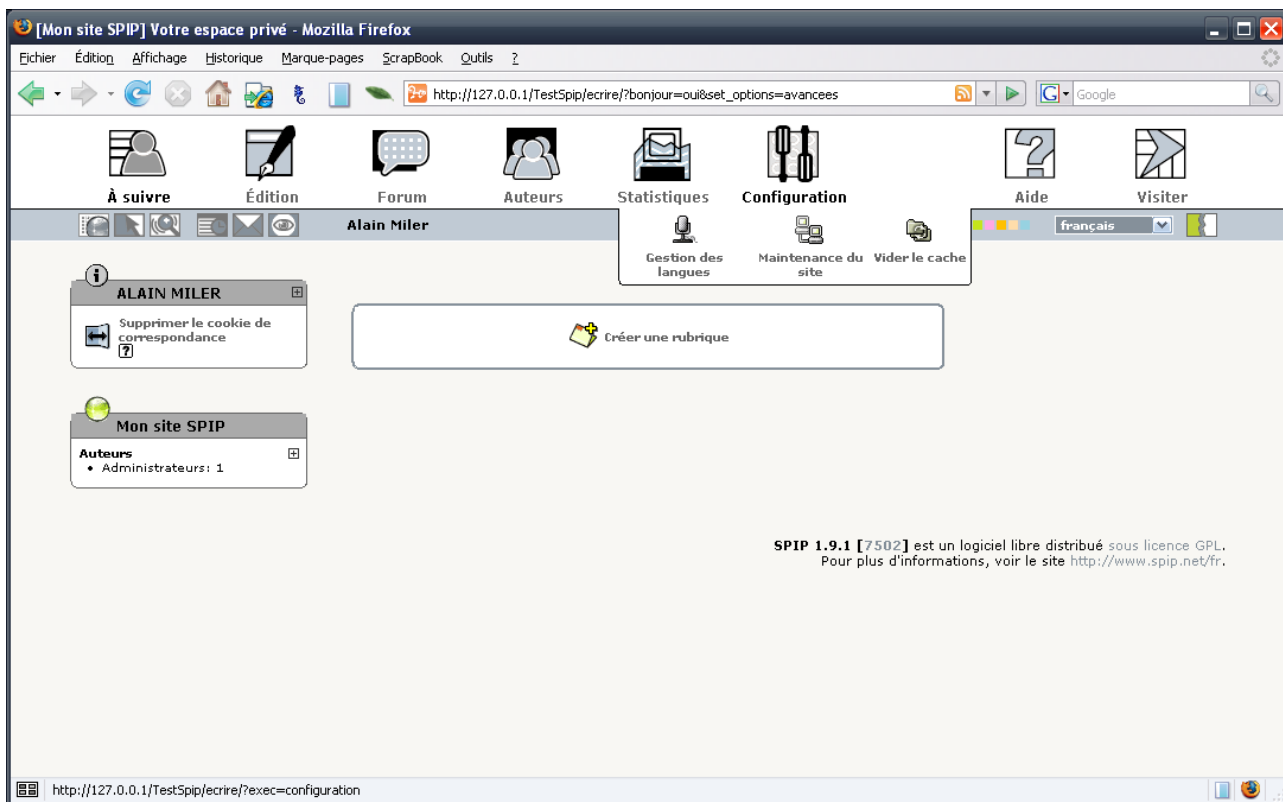 [Mon site SPIP] Votre espace privé - Mozilla Firefox
Fichier Édition Affichage Historique Marque-pages ScrapBook Outils ?
http://127.0.0.1/TestSpip/ecrire/?bonjour=oui&set_options=avancees
G Google
À suivre Édition Forum Auteurs Statistiques Configuration Aide Visiter
Alain Miler français
Gestion des langues
Maintenance du site
Vider le cache
i
ALAIN MILER
Supprimer le cookie de
correspondance
?
Créer une rubrique
Mon site SPIP
Auteurs
• Administrateurs: 1
SPIP 1.9.1 [7502] est un logiciel libre distribué sous licence GPL.
Pour plus d'informations, voir le site http://www.spip.net/fr.
http://127.0.0.1/TestSpip/ecrire/?exec=configuration